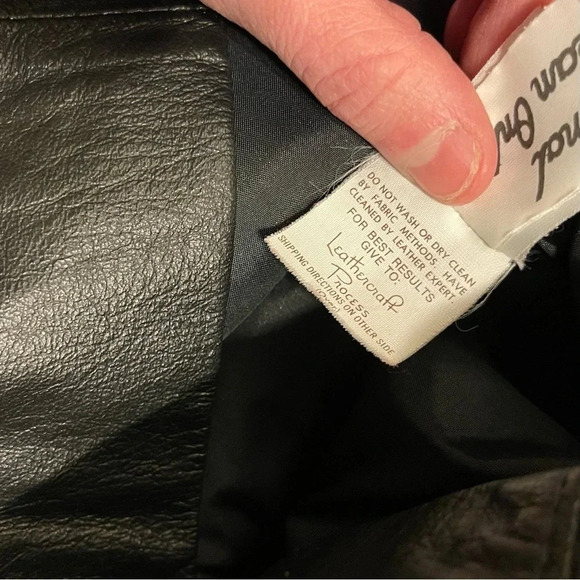 nal
DO NOT WASH OR DRY CLEAN
BY FABRIC METHODS. HAVE
CLEANED BY LEATHER EXPERT.
FOR BEST RESULTS
GIVE TO:
Leathercraft
Process
SHIPPING DIRECTIONS ON OTHER SIDE